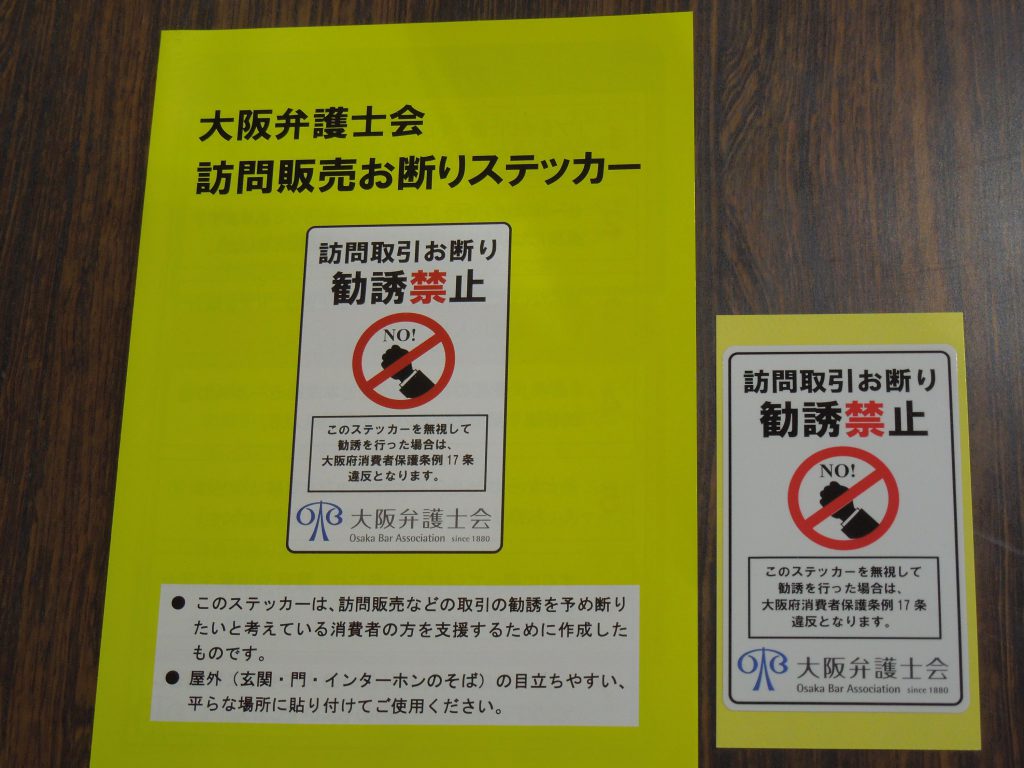 大阪弁護士会
訪問販売お断りステッカー
訪問取引お断り
勧誘禁止
NO!
このステッカーを無視して
勧誘を行った場合は、
大阪府消費者保護条例17条
違反となります。
OBA 大阪弁護士会
Osaka Bar Association since 1880
● このステッカーは、訪問販売などの取引の勧誘を予め断り
たいと考えている消費者の方を支援するために作成した
ものです。
● 屋外（玄関・門・インターホンのそば）の目立ちやすい、
平らな場所に貼り付けてご使用ください。
訪問取引お断り
勧誘禁止
NO!
このステッカーを無視して
勧誘を行った場合は、
大阪府消費者保護条例17条
違反となります。
OBA 大阪弁護士会
Osaka Bar Association since 1880